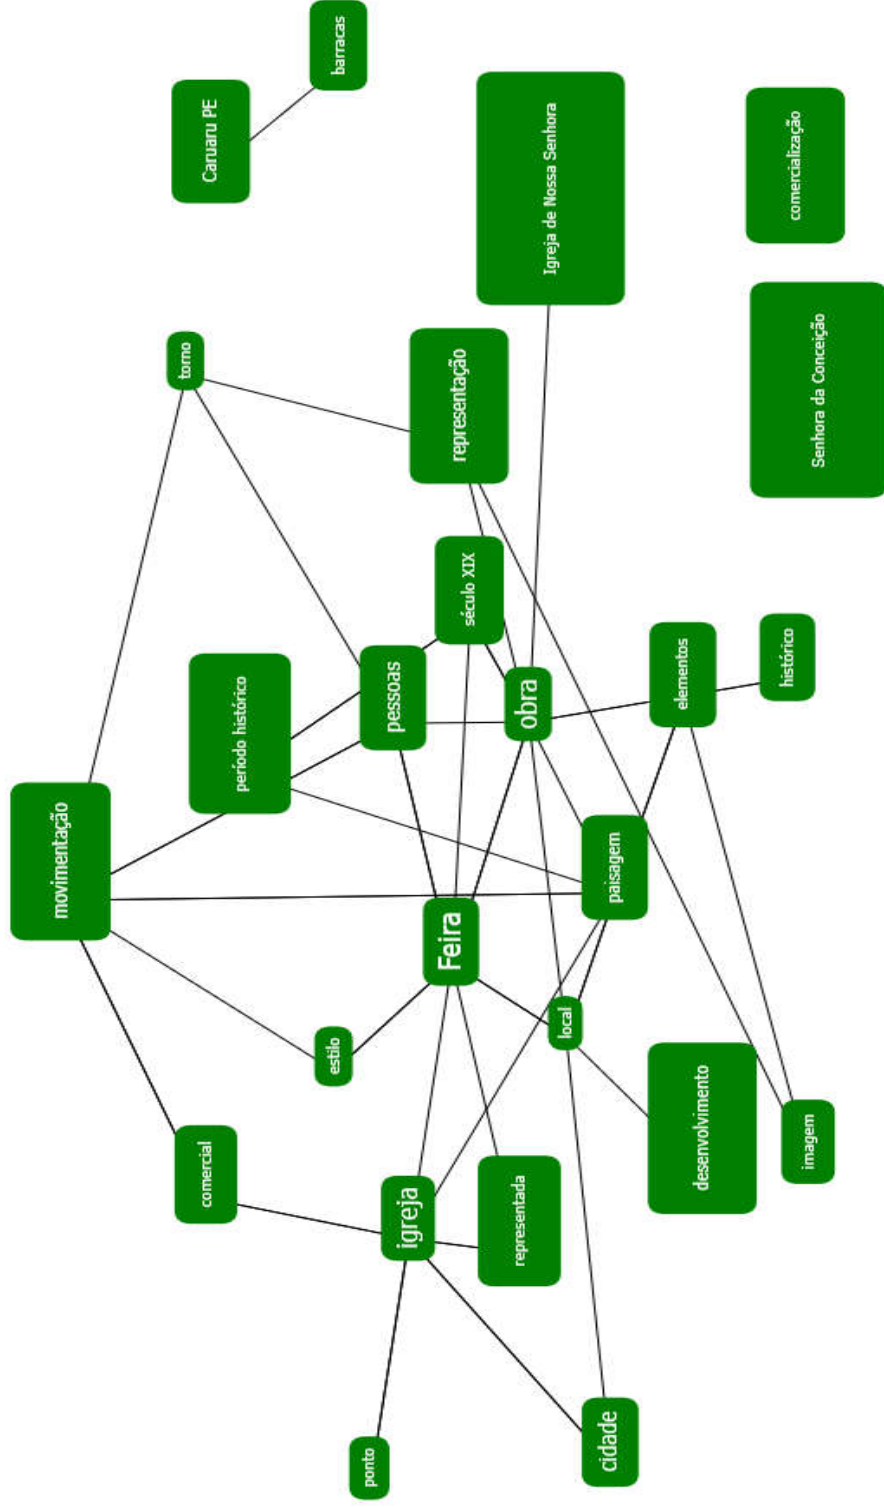 movimentação
comercial
estilo
período histórico
torno
Caruaru PE
barracas
ponto
igreja
Feira
pessoas
representação
século XIX
representada
obra
Igreja de Nossa Senhora
cidade
local
paisagem
desenvolvimento
elementos
imagem
histórico
Senhora da Conceição
comercialização